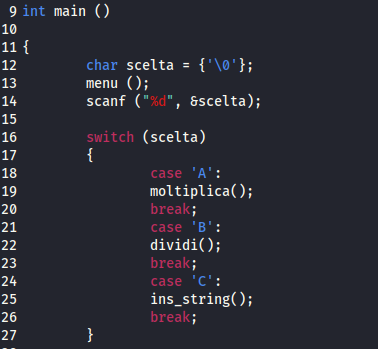 9 int main ()
10
11 {
12 char scelta = {'\0'};
13 menu ();
14 scanf ("%d", &scelta);
15
16 switch (scelta)
17 {
18 case 'A':
19 moltiplica();
20 break;
21 case 'B':
22 dividi();
23 break;
24 case 'C':
25 ins_string();
26 break;
27 }